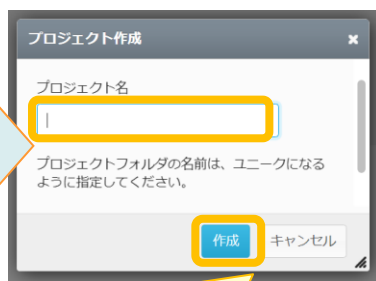 プロジェクト作成
プロジェクト名
プロジェクトフォルダの名前は、ユニークになる
ように指定してください。
作成 キャンセル